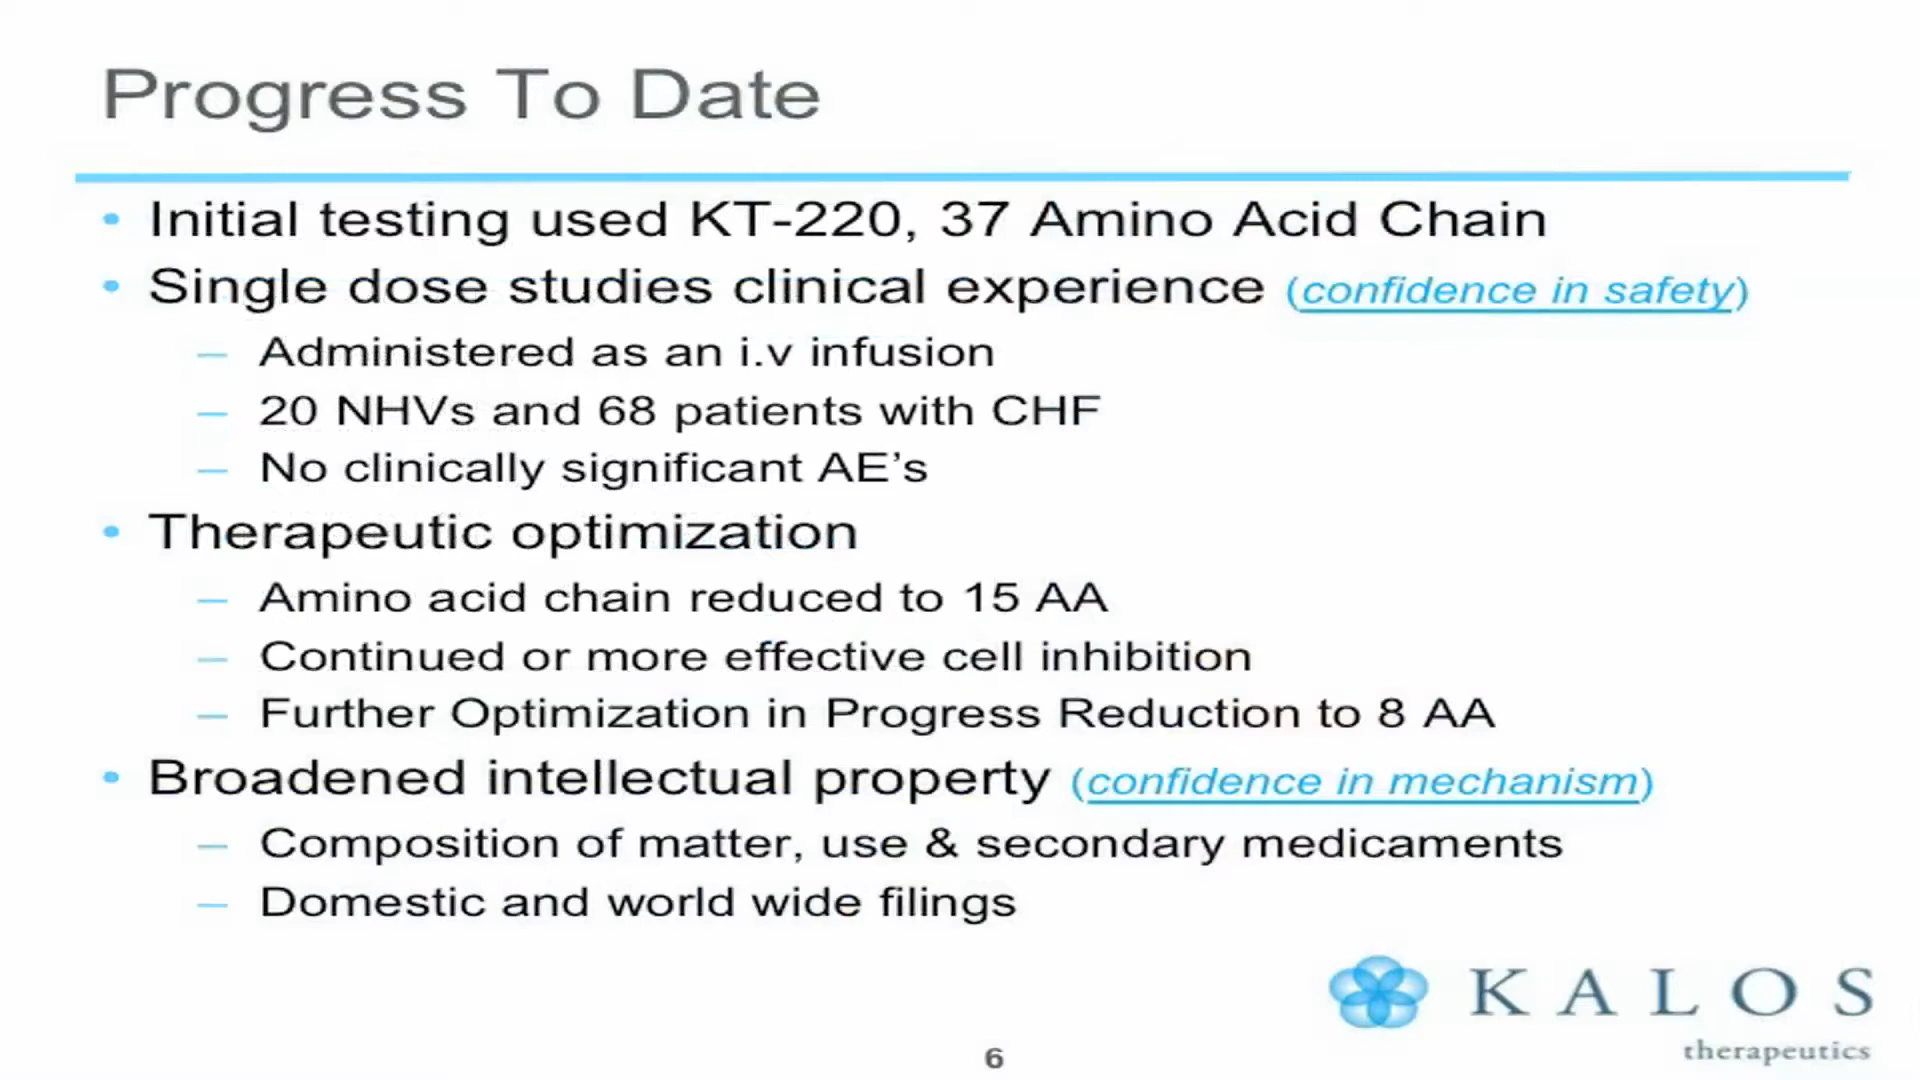 Progress To Date
• Initial testing used KT-220, 37 Amino Acid Chain
• Single dose studies clinical experience (confidence in safety)
– Administered as an i.v infusion
– 20 NHVs and 68 patients with CHF
– No clinically significant AE’s
• Therapeutic optimization
– Amino acid chain reduced to 15 AA
– Continued or more effective cell inhibition
– Further Optimization in Progress Reduction to 8 AA
• Broadened intellectual property (confidence in mechanism)
– Composition of matter, use & secondary medicaments
– Domestic and world wide filings
KALOS
therapeutics
6